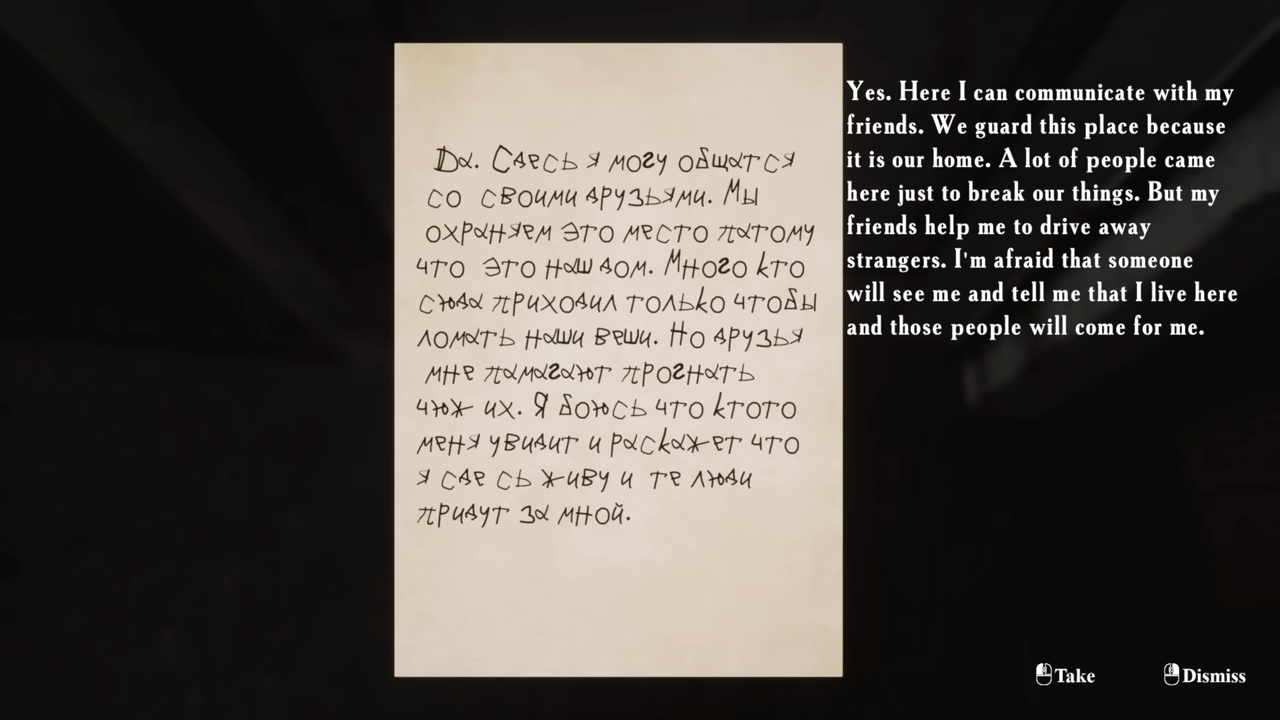 Да. Сдесь я могу общатся
со своими друзьями. Мы
охраняем это место патому
что это наш дом. Много кто
сюда приходил только чтобы
ломать наши веши. Но друзья
мне памагают прогнать
чюж их. Я боюсь что ктото
меня увидит и раскажет что
я сде сь живу и те люди
придут за мной.
Yes. Here I can communicate with my
friends. We guard this place because
it is our home. A lot of people came
here just to break our things. But my
friends help me to drive away
strangers. I'm afraid that someone
will see me and tell me that I live here
and those people will come for me.
Take
Dismiss